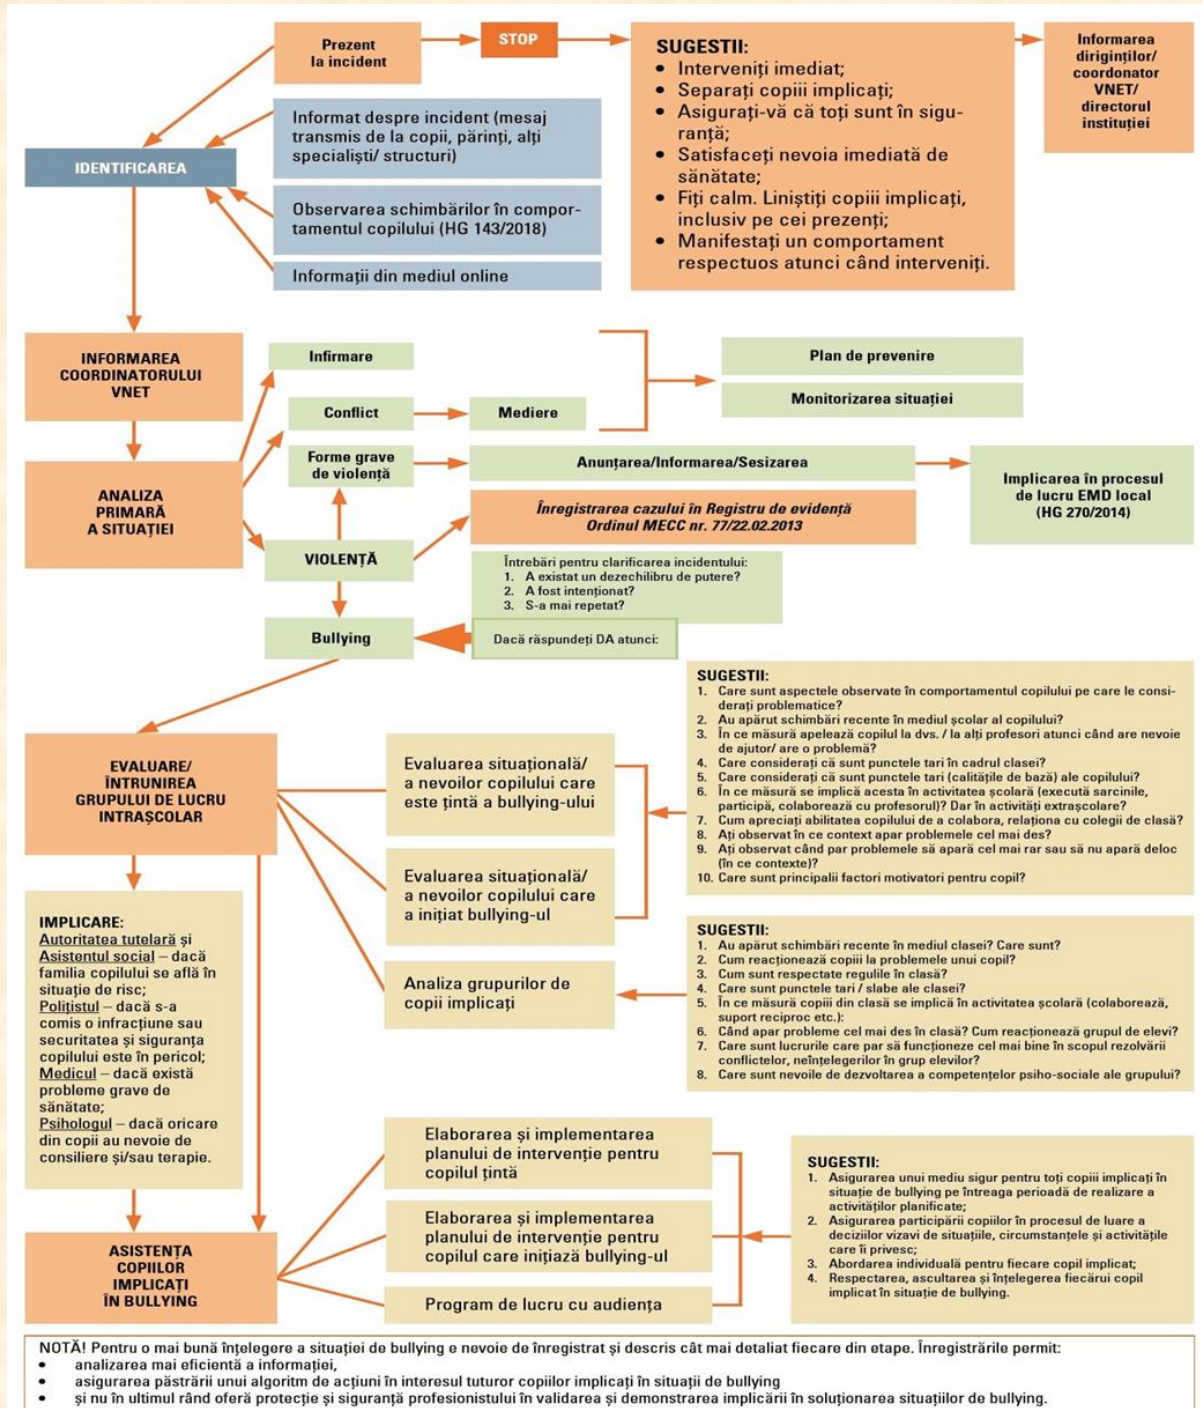 Prezent
la incident
STOP
SUGESTII:
• Interveniți imediat;
• Separați copiii implicați;
• Asigurați-vă că toți sunt în sigu-
ranță;
• Satisfaceți nevoia imediată de
sănătate;
• Fiți calm. Liniștiți copiii implicați,
inclusiv pe cei prezenți;
• Manifestați un comportament
respectuos atunci când interveniți.
Informarea
diriginților/
coordonator
VNET/
directorul
instituției
IDENTIFICAREA
Informat despre incident (mesaj
transmis de la copii, părinți, alți
specialiști/ structuri)
Observarea schimbărilor în compor-
tamentul copilului (HG 143/2018)
Informații din mediul online
INFORMAREA
COORDINATORULUI
VNET
Infirmare
Conflict
Mediere
Plan de prevenire
Monitorizarea situației
ANALIZA
PRIMARĂ
A SITUAȚIEI
Forme grave
de violență
Anunțarea/Informarea/Sesizarea
Implicarea în procesul
de lucru EMD local
(HG 270/2014)
Înregistrarea cazului în Registru de evidență
Ordinul MECC nr. 77/22.02.2013
VIOLENȚĂ
Întrebări pentru clarificarea incidentului:
1. A existat un dezechilibru de putere?
2. A fost intenționat?
3. S-a mai repetat?
Bullying
Dacă răspundeți DA atunci:
EVALUARE/
ÎNTRUNIREA
GRUPULUI DE LUCRU
INTRAȘCOLAR
Evaluarea situațională/
a nevoilor copilului care
este țintă a bullying-ului
Evaluarea situațională/
a nevoilor copilului care
a inițiat bullying-ul
Analiza grupurilor de
copii implicați
SUGESTII:
1. Care sunt aspectele observate în comportamentul copilului pe care le consi-
derați problematice?
2. Au apărut schimbări recente în mediul școlar al copilului?
3. În ce măsură apelează copilul la dvs. / la alți profesori atunci când are nevoie
de ajutor/ are o problemă?
4. Care considerați că sunt punctele tari în cadrul clasei?
5. Care considerați că sunt punctele tari (calitățile de bază) ale copilului?
6. În ce măsură se implică acesta în activitatea școlară (execută sarcinile,
participă, colaborează cu profesorul)? Dar în activități extrașcolare?
7. Cum apreciați abilitatea copilului de a colabora, relaționa cu colegii de clasă?
8. Ați observat în ce context apar problemele cel mai des?
9. Ați observat când par problemele să apară cel mai rar sau să nu apară deloc
(în ce contexte)?
10. Care sunt principalii factori motivatori pentru copil?
SUGESTII:
1. Au apărut schimbări recente în mediul clasei? Care sunt?
2. Cum reacționează copiii la problemele unui copil?
3. Cum sunt respectate regulile în clasă?
4. Care sunt punctele tari / slabe ale clasei?
5. În ce măsură copiii din clasă se implică în activitatea școlară (colaborează,
suport reciproc etc.):
6. Când apar probleme cel mai des în clasă? Cum reacționează grupul de elevi?
7. Care sunt lucrurile care par să funcționeze cel mai bine în scopul rezolvării
conflictelor, neînțelegerilor în grup elevilor?
8. Care sunt nevoile de dezvoltarea a competențelor psiho-sociale ale grupului?
IMPLICARE:
Autoritatea tutelară și
Asistentul social – dacă
familia copilului se află în
situație de risc;
Polițistul – dacă s-a
comis o infracțiune sau
securitatea și siguranța
copilului este în pericol;
Medicul – dacă există
probleme grave de
sănătate;
Psihologul – dacă oricare
din copii au nevoie de
consiliere și/sau terapie.
ASISTENȚA
COPIILOR
IMPLICAȚI
ÎN BULLYING
Elaborarea și implementarea
planului de intervenție pentru
copilul țintă
Elaborarea și implementarea
planului de intervenție pentru
copilul care inițiază bullying-ul
Program de lucru cu audiența
SUGESTII:
1. Asigurarea unui mediu sigur pentru toți copiii implicați în
situație de bullying pe întreaga perioadă de realizare a
activităților planificate;
2. Asigurarea participării copiilor în procesul de luare a
deciziilor vizavi de situațiile, circumstanțele și activitățile
care îi privesc;
3. Abordarea individuală pentru fiecare copil implicat;
4. Respectarea, ascultarea și înțelegerea fiecărui copil
implicat în situație de bullying.
NOTĂ! Pentru o mai bună înțelegere a situației de bullying e nevoie de înregistrat și descris cât mai detaliat fiecare din etape. Înregistrările permit:
• analizarea mai eficientă a informației,
• asigurarea păstrării unui algoritm de acțiuni în interesul tuturor copiilor implicați în situații de bullying
• și nu în ultimul rând oferă protecție și siguranță profesionistului în validarea și demonstrarea implicării în soluționarea situațiilor de bullying.